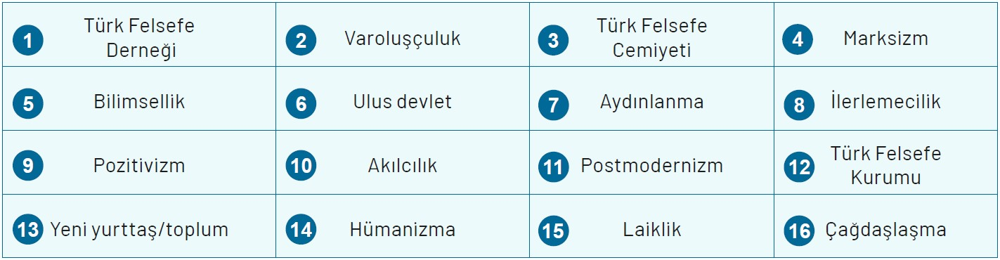 1 Türk Felsefe
Derneği
2 Varoluşçuluk
3 Türk Felsefe
Cemiyeti
4 Marksizm
5 Bilimsellik
6 Ulus devlet
7 Aydınlanma
8 İlerlemecilik
9 Pozitivizm
10 Akılcılık
11 Postmodernizm
12 Türk Felsefe
Kurumu
13 Yeni yurttaş/toplum
14 Hümanizma
15 Laiklik
16 Çağdaşlaşma